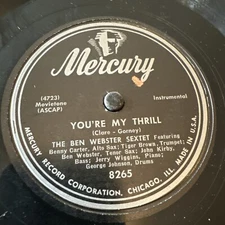 Mercury
(4723)
Movietone
(ASCAP)
Instrumental
YOU'RE MY THRILL
(Clare - Gorney)
THE BEN WEBSTER SEXTET Featuring
Benny Carter, Alto Sax; Tiger Brown, Trumpet;
Ben Webster, Tenor Sax; John Kirby,
Bass; Jerry Wiggins, Piano;
George Johnson, Drums
8265
MERCURY RECORD CORPORATION, CHICAGO, ILL. MADE IN U.S.A.